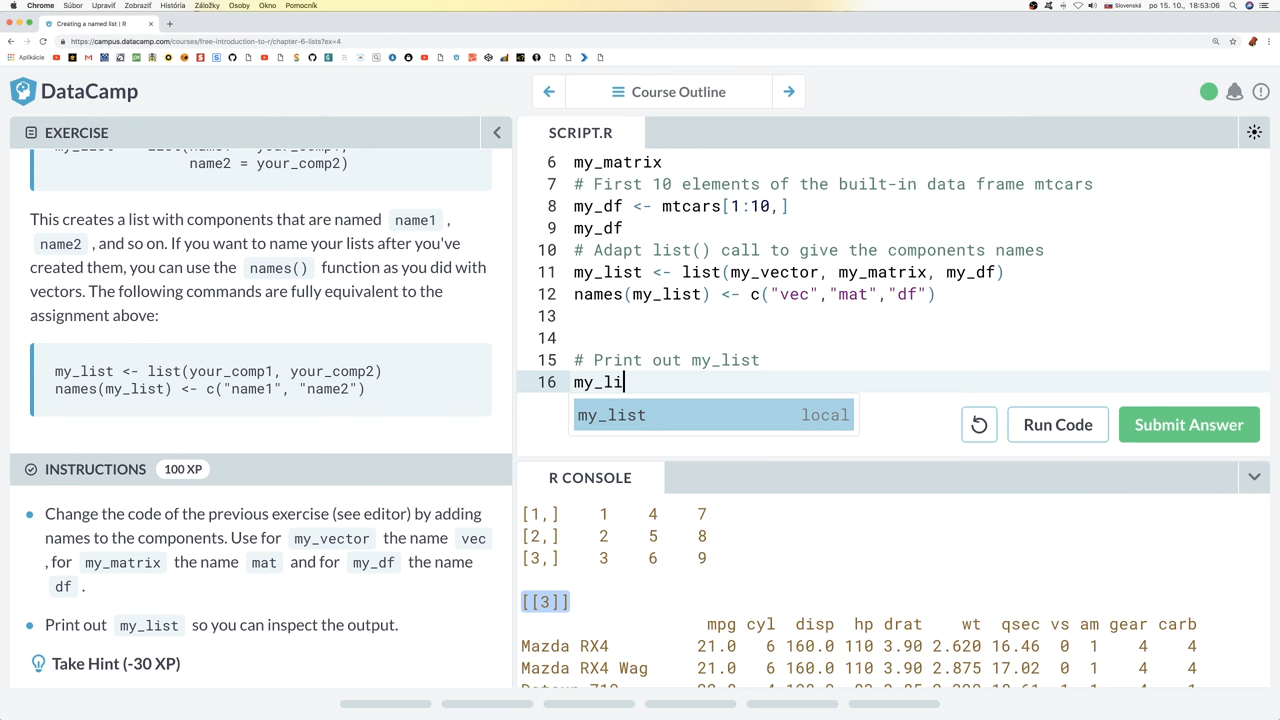 Chrome Súbor Upraviť Zobraziť História Záložky Osoby Okno Pomocník
Slovenská po 15. 10., 18:53:06
Creating a named list | R
https://campus.datacamp.com/courses/free-introduction-to-r/chapter-6-lists?ex=4
Aplikácie
DataCamp
Course Outline
EXERCISE
name2 = your_comp2)
This creates a list with components that are named name1 ,
name2 , and so on. If you want to name your lists after you've
created them, you can use the names() function as you did with
vectors. The following commands are fully equivalent to the
assignment above:
my_list <- list(your_comp1, your_comp2)
names(my_list) <- c("name1", "name2")
INSTRUCTIONS 100 XP
Change the code of the previous exercise (see editor) by adding
names to the components. Use for my_vector the name vec
, for my_matrix the name mat and for my_df the name
df .
Print out my_list so you can inspect the output.
Take Hint (-30 XP)
SCRIPT.R
6 my_matrix
7 # First 10 elements of the built-in data frame mtcars
8 my_df <- mtcars[1:10,]
9 my_df
10 # Adapt list() call to give the components names
11 my_list <- list(my_vector, my_matrix, my_df)
12 names(my_list) <- c("vec","mat","df")
13
14
15 # Print out my_list
16 my_li
my_list local
Run Code
Submit Answer
R CONSOLE
[1,] 1 4 7
[2,] 2 5 8
[3,] 3 6 9
[[3]]
mpg cyl disp hp drat wt qsec vs am gear carb
Mazda RX4 21.0 6 160.0 110 3.90 2.620 16.46 0 1 4 4
Mazda RX4 Wag 21.0 6 160.0 110 3.90 2.875 17.02 0 1 4 4